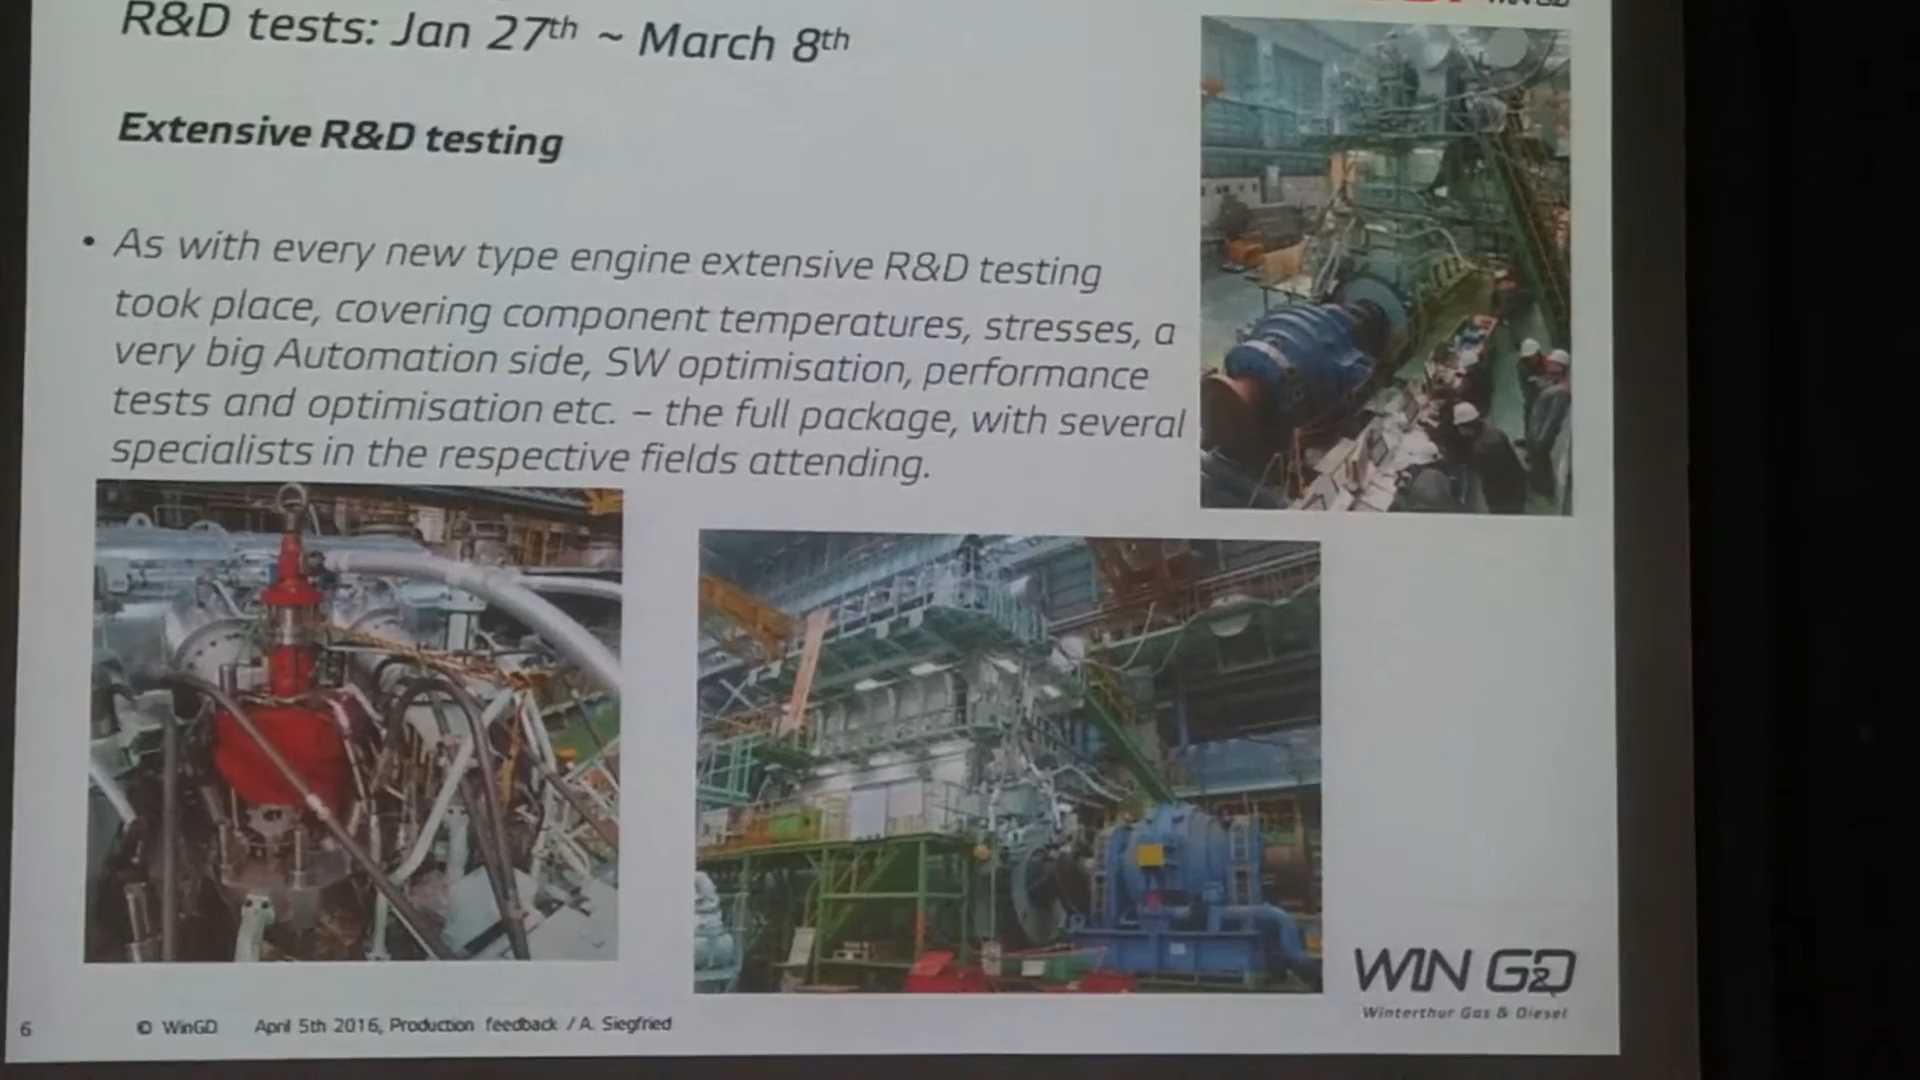 R&D tests: Jan 27th ~ March 8th
Extensive R&D testing
• As with every new type engine extensive R&D testing
took place, covering component temperatures, stresses, a
very big Automation side, SW optimisation, performance
tests and optimisation etc. – the full package, with several
specialists in the respective fields attending.
WIN G&D
Winterthur Gas & Diesel
6 © WinGD April 5th 2016, Production feedback / A. Siegfried